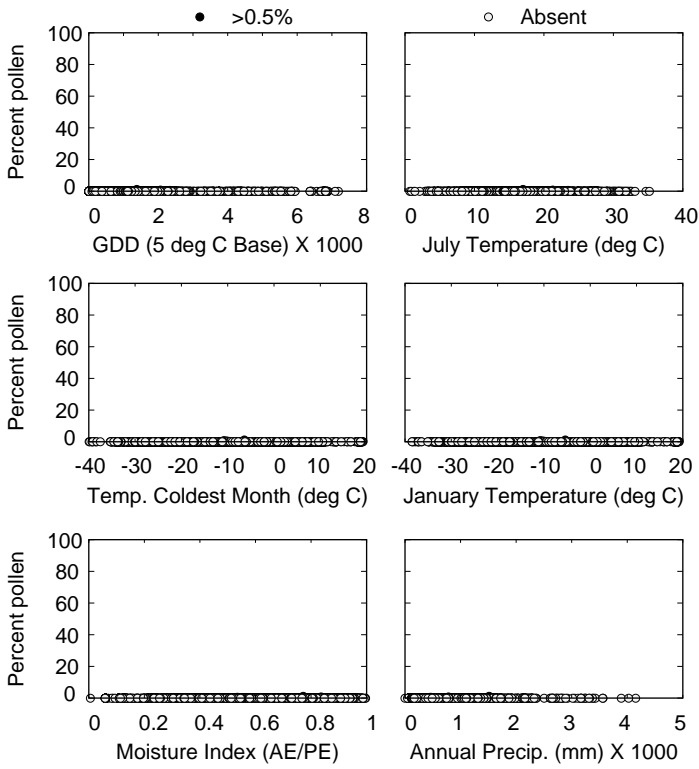 >0.5% Absent
100
80
60
40
20
0
Percent pollen
0 2 4 6 8
GDD (5 deg C Base) X 1000
0 10 20 30 40
July Temperature (deg C)
100
80
60
40
20
0
Percent pollen
-40 -30 -20 -10 0 10 20
Temp. Coldest Month (deg C)
-40 -30 -20 -10 0 10 20
January Temperature (deg C)
100
80
60
40
20
0
Percent pollen
0 0.2 0.4 0.6 0.8 1
Moisture Index (AE/PE)
0 1 2 3 4 5
Annual Precip. (mm) X 1000